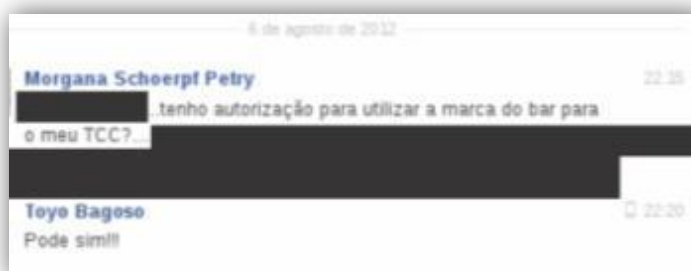 6 de agosto de 2012
Morgana Schoerpf Petry 22:15
...tenho autorização para utilizar a marca do bar para
o meu TCC?....
Toyo Bagoso 22:20
Pode sim!!!